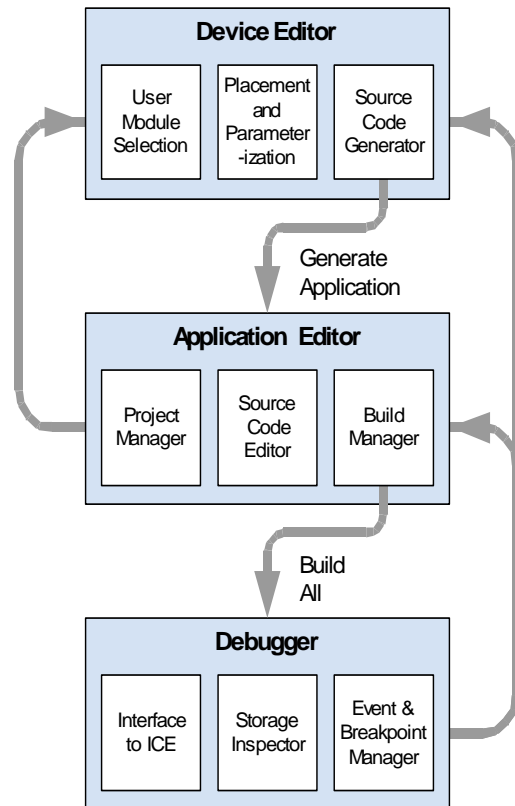 Device Editor
User
Module
Selection
Placement
and
Parameter
-ization
Source
Code
Generator
Generate
Application
Application Editor
Project
Manager
Source
Code
Editor
Build
Manager
Build
All
Debugger
Interface
to ICE
Storage
Inspector
Event &
Breakpoint
Manager